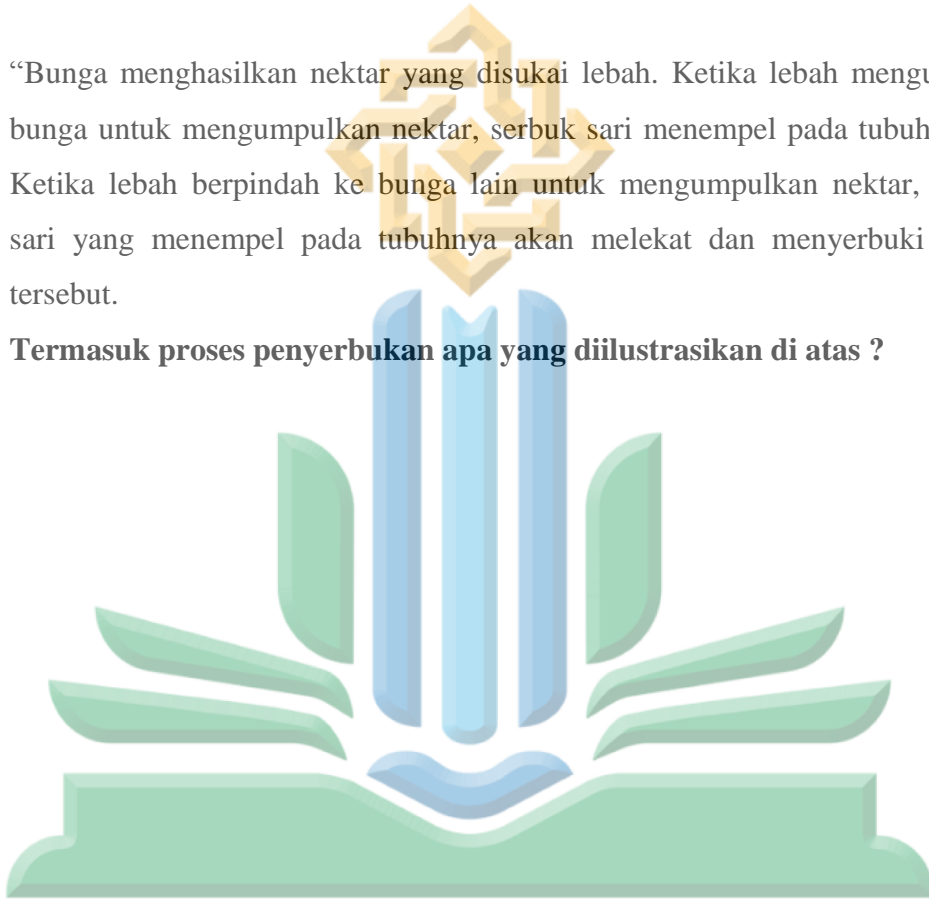 “Bunga menghasilkan nektar yang disukai lebah. Ketika lebah
bunga untuk mengumpulkan nektar, serbuk sari menempel pada
Ketika lebah berpindah ke bunga lain untuk mengumpulkan nektar,
sari yang menempel pada tubuhnya akan melekat dan menyerbuki
tersebut.
Termasuk proses penyerbukan apa yang diilustrasikan di atas ?